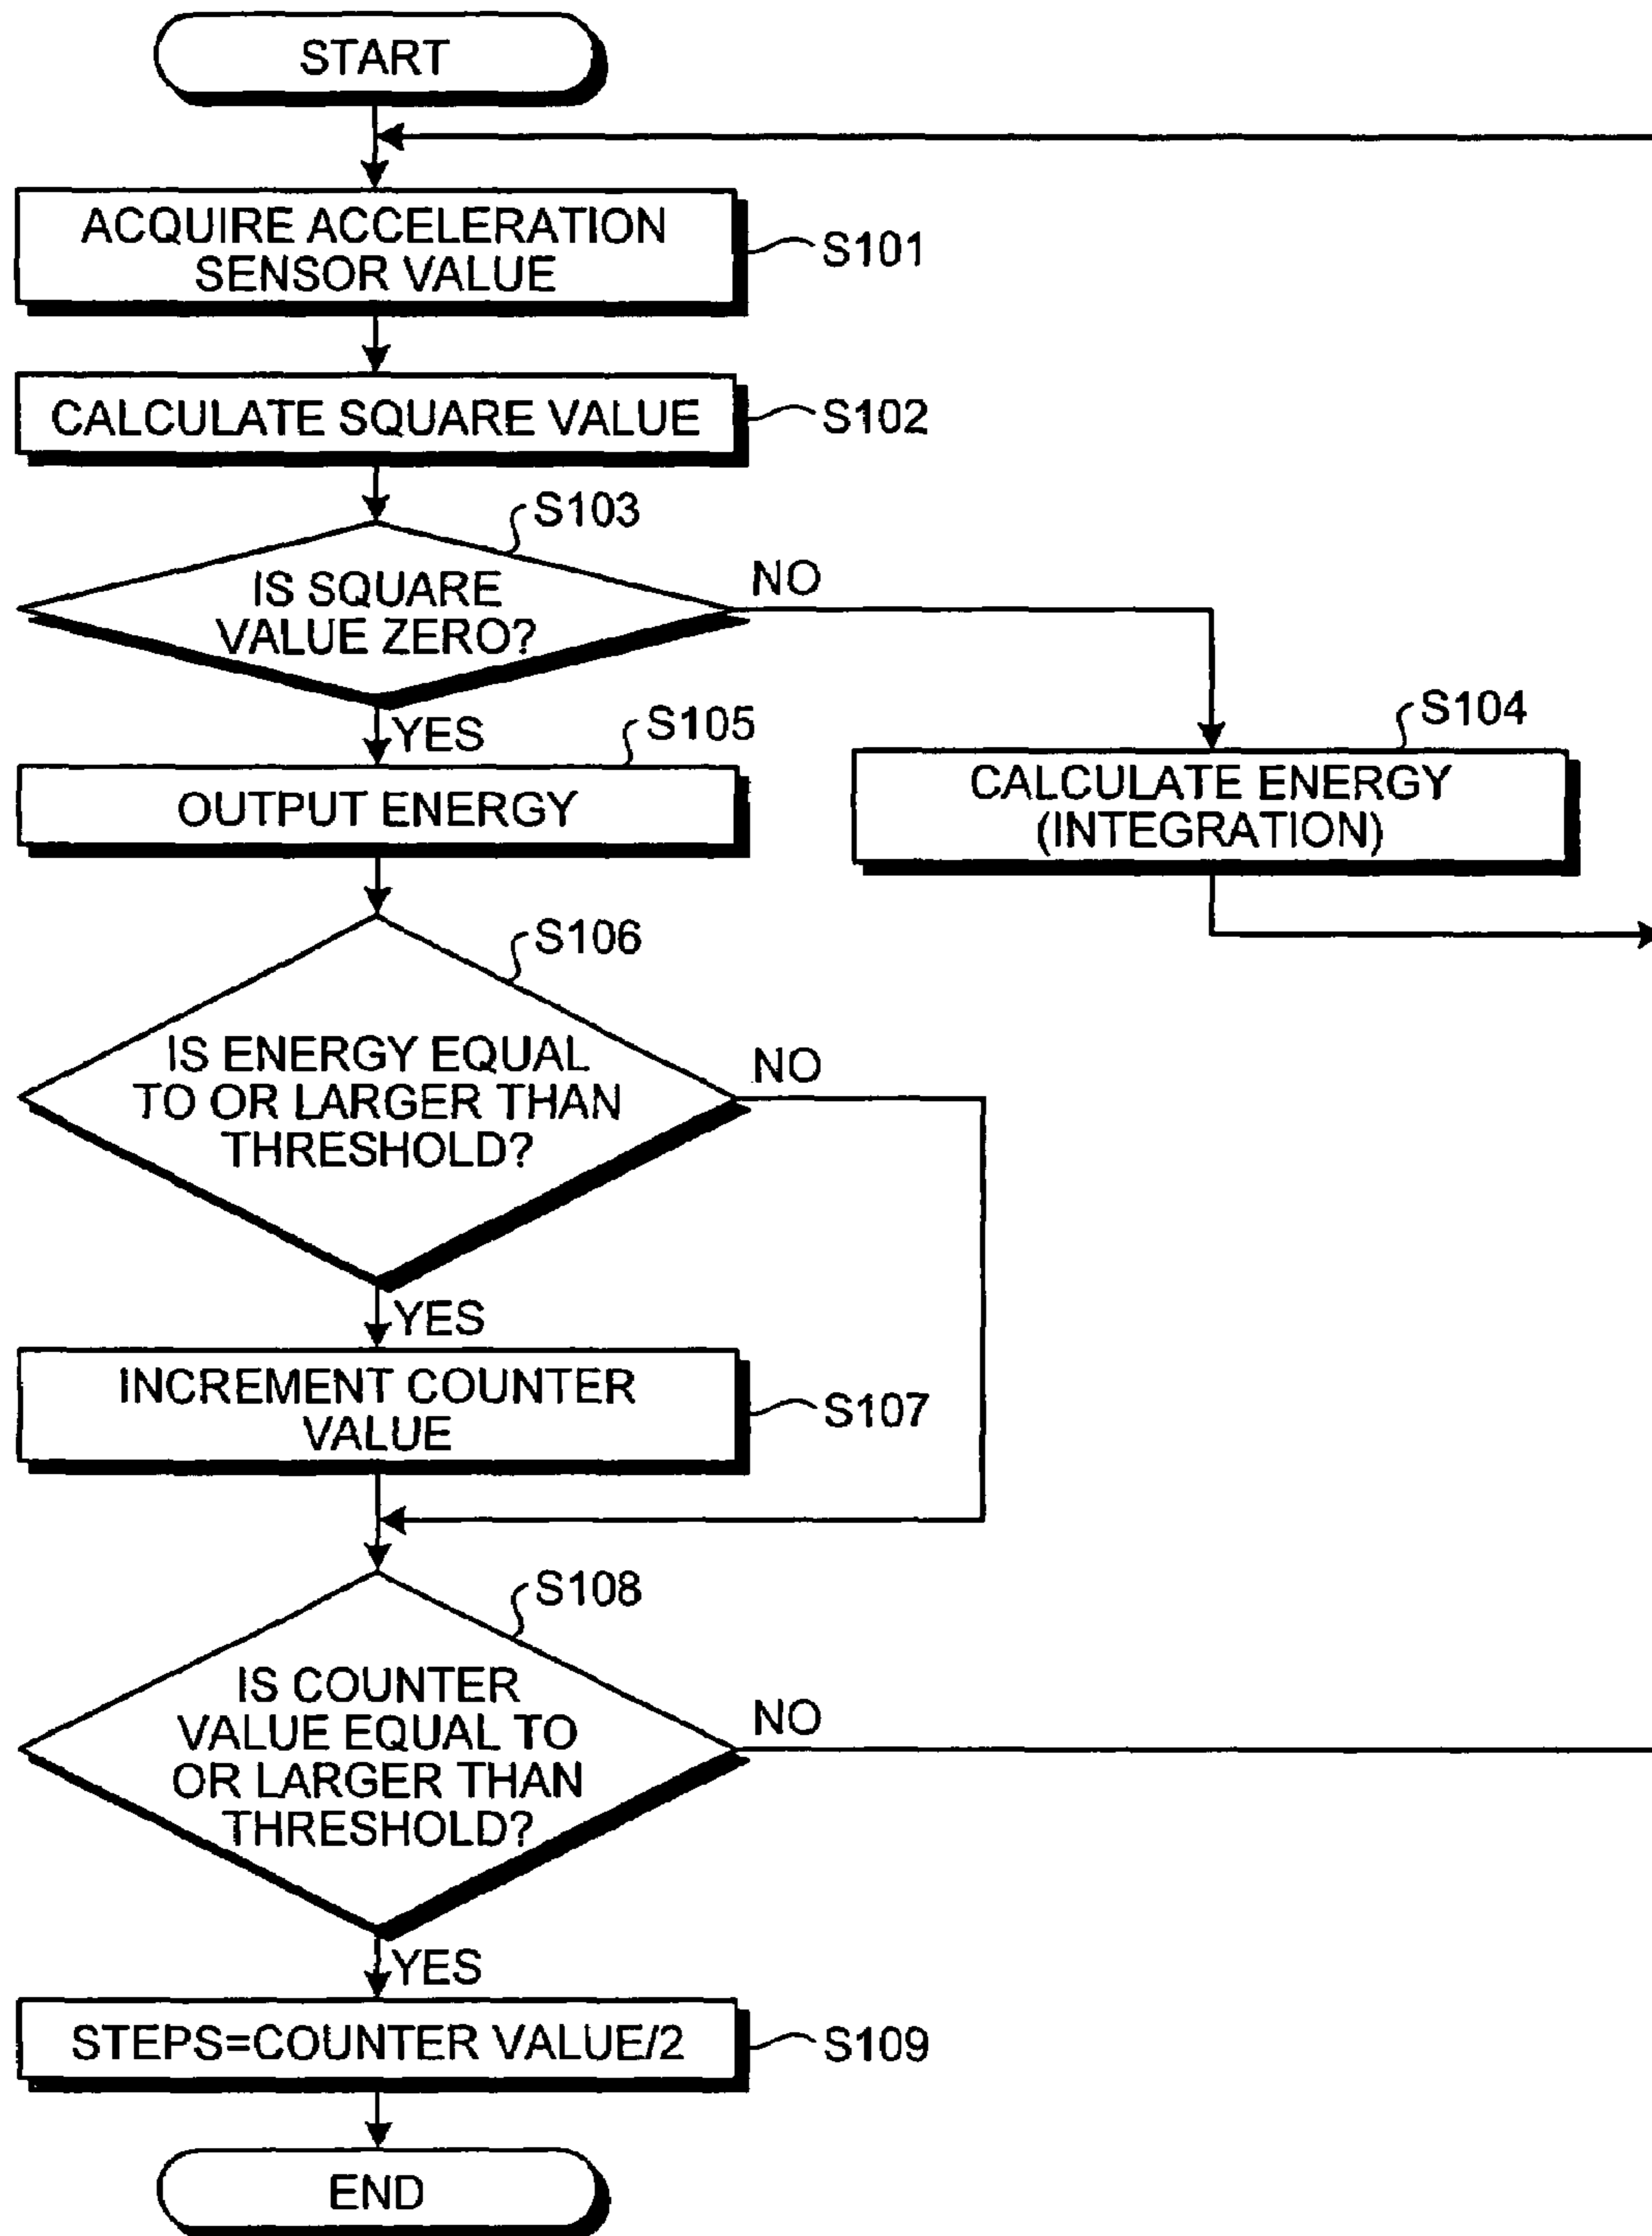 START
ACQUIRE ACCELERATION
SENSOR VALUE
S101
CALCULATE SQUARE VALUE
S102
S103
IS SQUARE
VALUE ZERO?
NO
YES
S105
OUTPUT ENERGY
S104
CALCULATE ENERGY
(INTEGRATION)
S106
IS ENERGY EQUAL
TO OR LARGER THAN
THRESHOLD?
NO
YES
INCREMENT COUNTER
VALUE
S107
S108
IS COUNTER
VALUE EQUAL TO
OR LARGER THAN
THRESHOLD?
NO
YES
STEPS=COUNTER VALUE/2
S109
END